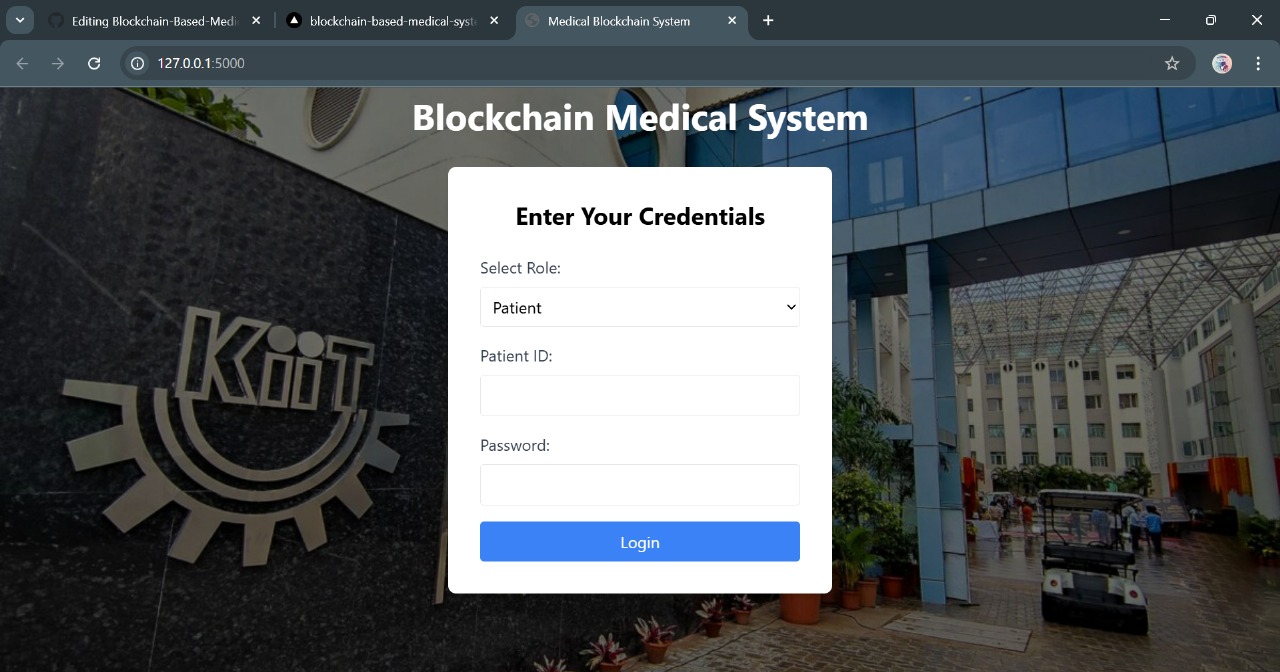 Editing Blockchain-Based-Medi
blockchain-based-medical-syst
Medical Blockchain System
127.0.0.1:5000
Blockchain Medical System
Enter Your Credentials
Select Role:
Patient
Patient ID:
Password:
Login
KiiT